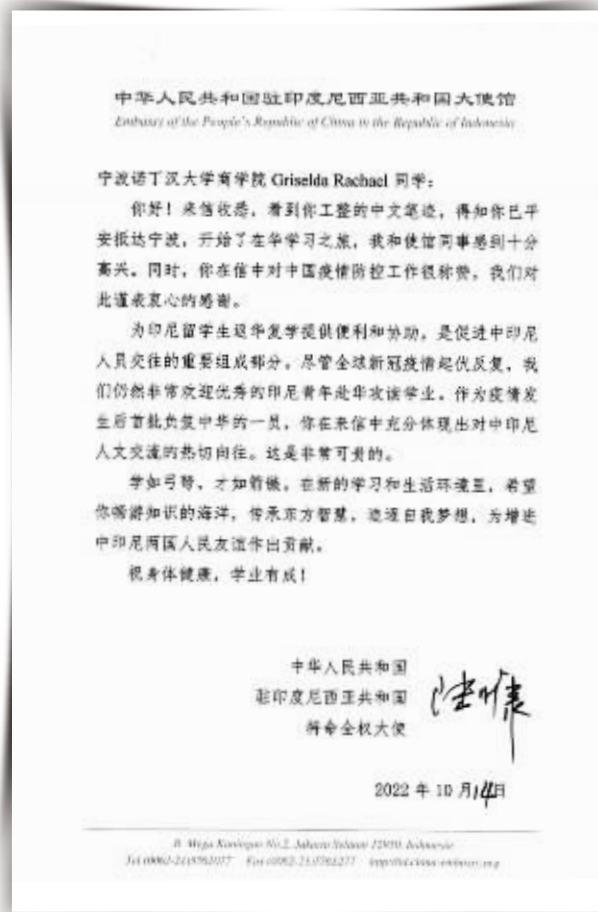 中华人民共和国驻印度尼西亚共和国大使馆
Embassy of the People's Republic of China in the Republic of Indonesia
宁波诺丁汉大学商学院 Griselda Rachael 同学:
你好!来信收悉,看到你工整的中文笔迹,得知你已平
安抵达宁波,开始了在华学习之旅,我和使馆同事感到十分
高兴。同时,你在信中对中国疫情防控工作很称赞,我们对
此谨表衷心的感谢。
为印尼留学生返华复学提供便利和协助,是促进中印尼
人员交往的重要组成部分。尽管全球新冠疫情起伏反复,我
们仍然非常欢迎优秀的印尼青年赴华攻读学业。作为疫情发
生后首批负笈中华的一员,你在来信中充分体现出对中印尼
人文交流的热切向往。这是非常可贵的。
学如弓弩,才如箭镞。在新的学习和生活环境里,希望
你畅游知识的海洋,传承东方智慧,追逐自我梦想,为增进
中印尼两国人民友谊作出贡献。
祝身体健康,学业有成!
中华人民共和国
驻印度尼西亚共和国
特命全权大使
2022 年 10 月14日
Jl. Mega Kuningan No.2, Jakarta Selatan 12950, Indonesia